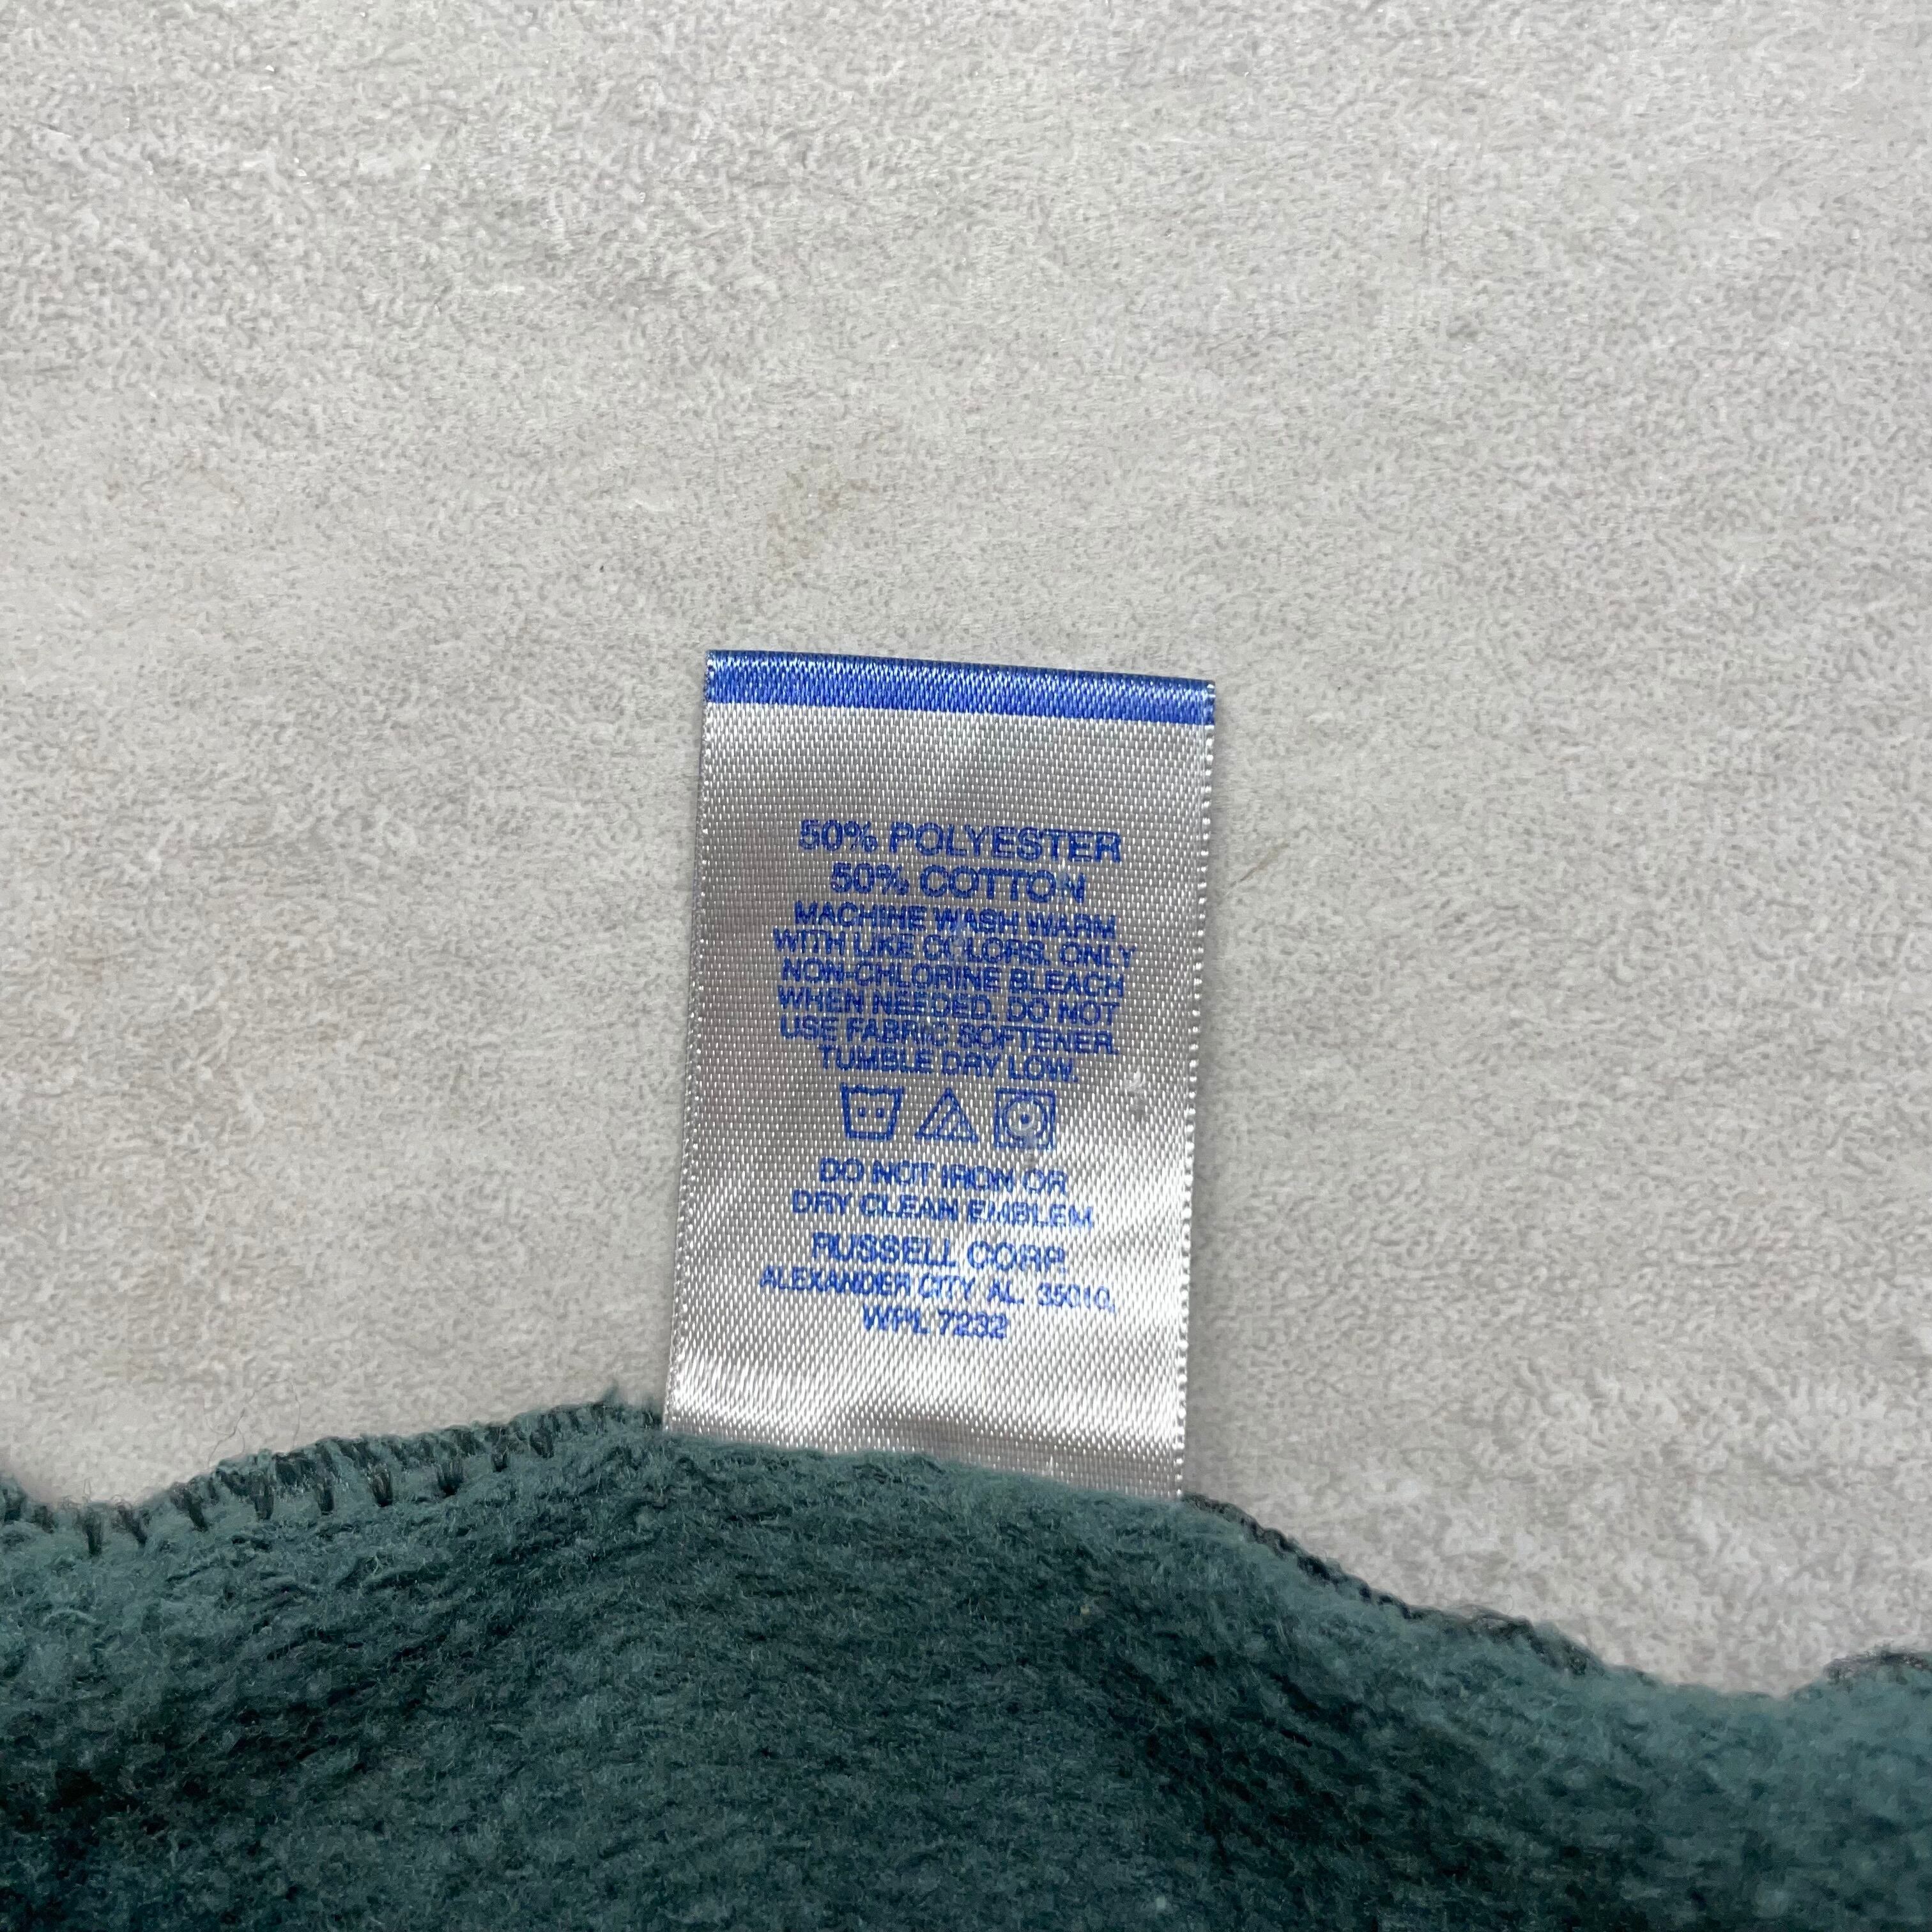 50% POLYESTER
50% COTTON
MACHINE WASH WARM
WITH LIKE COLORS. ONLY
NON-CHLORINE BLEACH
WHEN NEEDED. DO NOT
USE FABRIC SOFTENER.
TUMBLE DRY LOW.
DO NOT IRON OR
DRY CLEAN EMBLEM
RUSSELL CORP.
ALEXANDER CITY AL. 35010,
WPL 7232